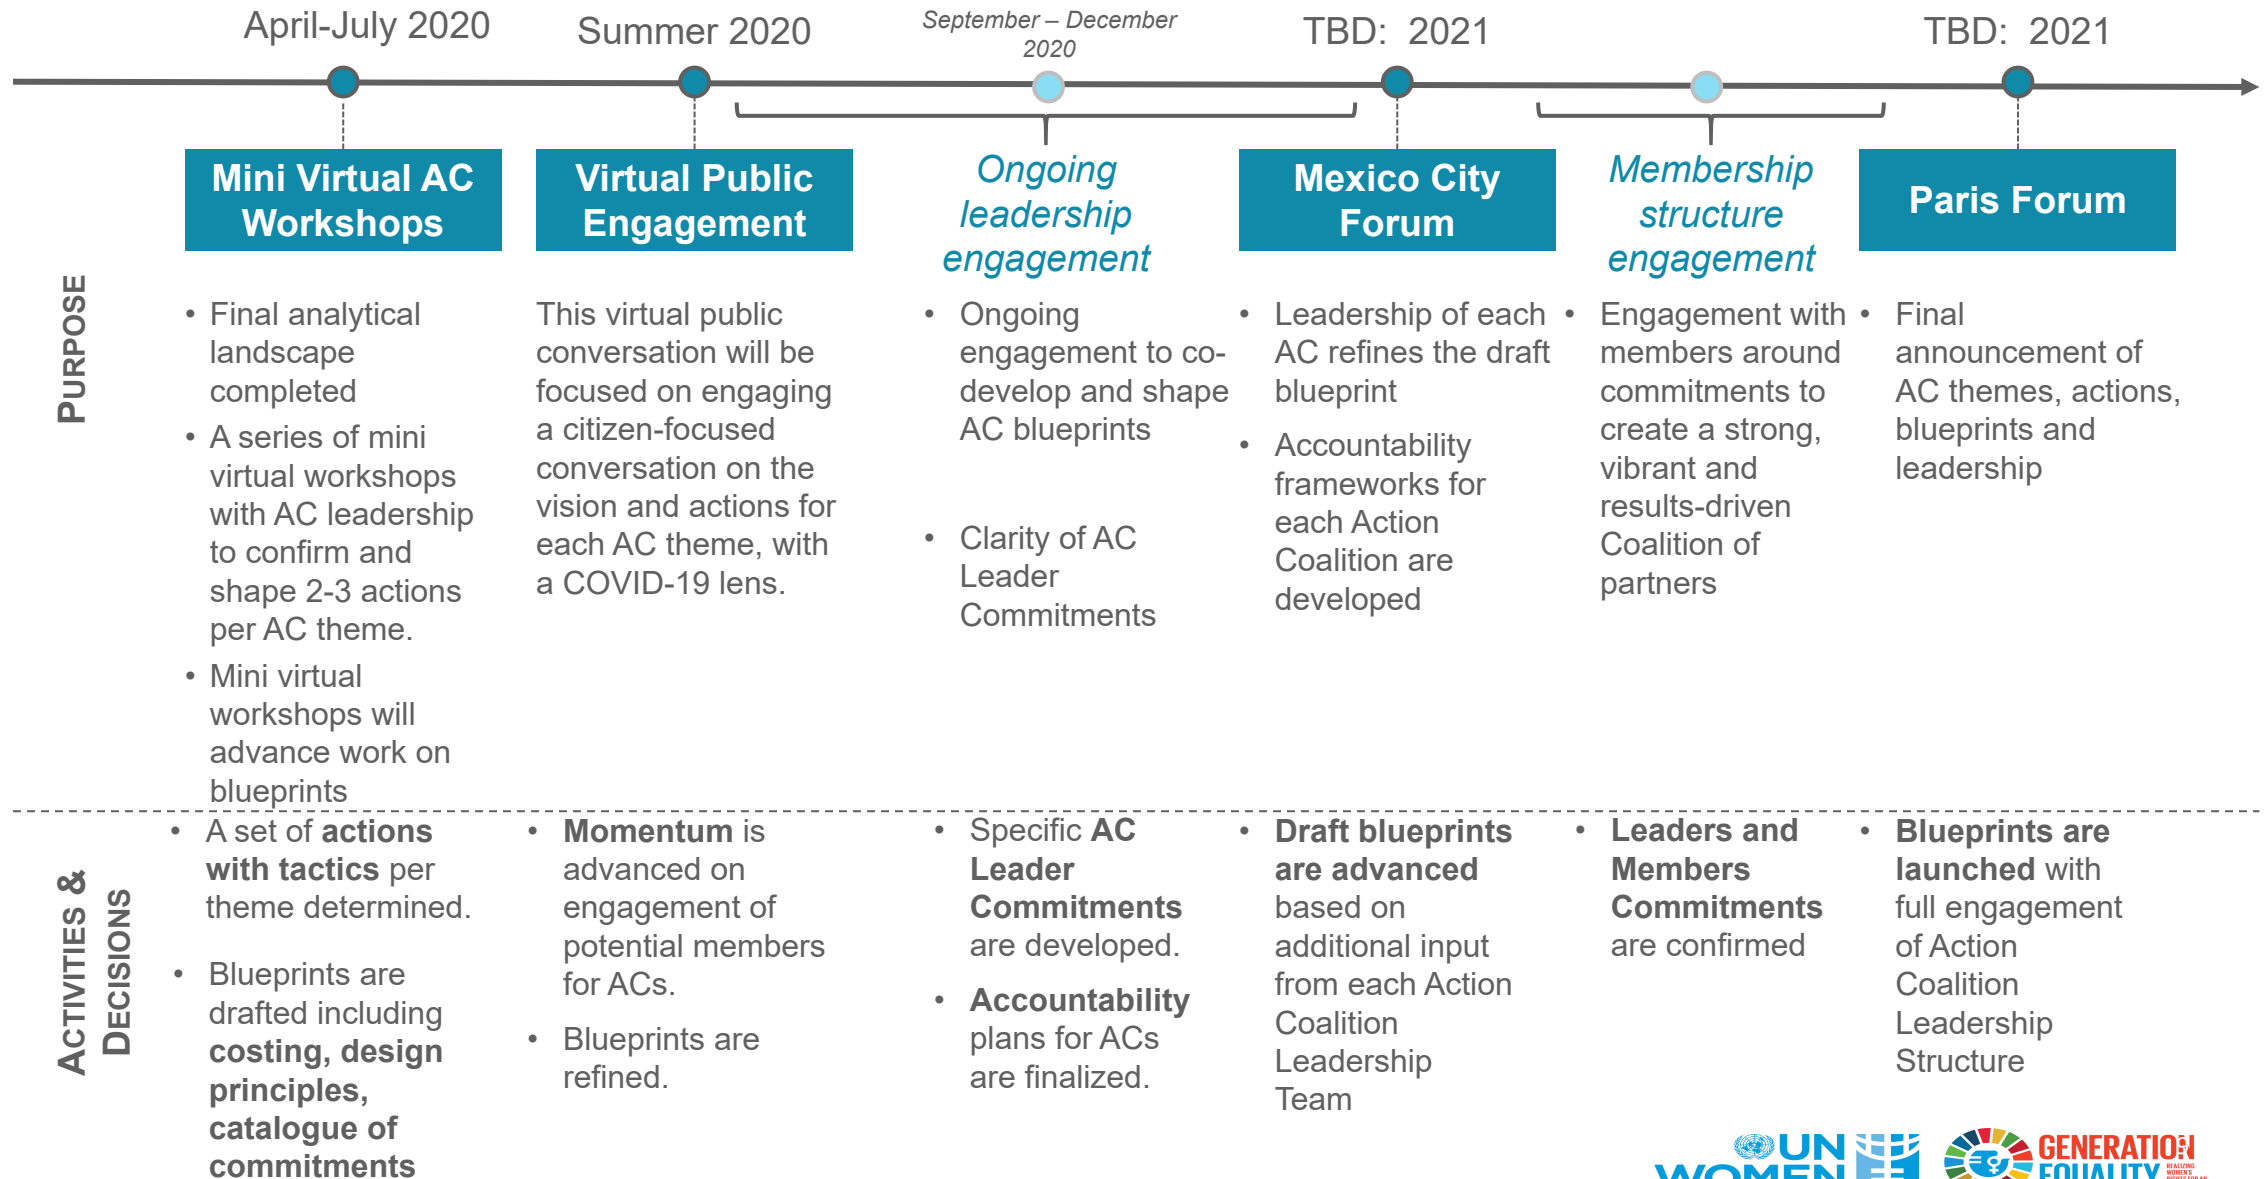 April-July 2020
Summer 2020
September – December
2020
TBD: 2021
TBD: 2021
Mini Virtual AC
Workshops
Virtual Public
Engagement
Ongoing
leadership
engagement
Mexico City
Forum
Membership
structure
engagement
Paris Forum
PURPOSE
• Final analytical
landscape
completed
• A series of mini
virtual workshops
with AC leadership
to confirm and
shape 2-3 actions
per AC theme.
• Mini virtual
workshops will
advance work on
blueprints
This virtual public
conversation will be
focused on engaging
a citizen-focused
conversation on the
vision and actions for
each AC theme, with
a COVID-19 lens.
• Ongoing
engagement to co-
develop and shape
AC blueprints
• Clarity of AC
Leader
Commitments
• Leadership of each
AC refines the draft
blueprint
• Accountability
frameworks for
each Action
Coalition are
developed
• Engagement with
members around
commitments to
create a strong,
vibrant and
results-driven
Coalition of
partners
• Final
announcement of
AC themes, actions,
blueprints and
leadership
ACTIVITIES &
DECISIONS
• A set of actions
with tactics per
theme determined.
• Blueprints are
drafted including
costing, design
principles,
catalogue of
commitments
• Momentum is
advanced on
engagement of
potential members
for ACs.
• Blueprints are
refined.
• Specific AC
Leader
Commitments
are developed.
• Accountability
plans for ACs
are finalized.
• Draft blueprints
are advanced
based on
additional input
from each Action
Coalition
Leadership
Team
• Leaders and
Members
Commitments
are confirmed
• Blueprints are
launched with
full engagement
of Action
Coalition
Leadership
Structure
UN
WOMEN
GENERATION
EQUALITY
REALIZING
WOMEN'S
RIGHTS FOR AN